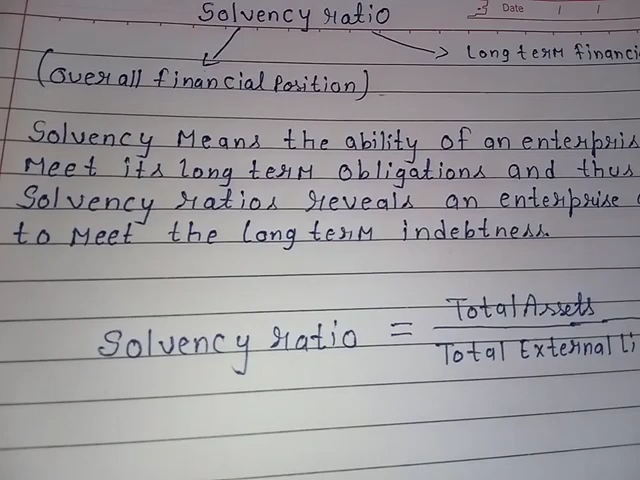 Solvency ratio
Date / /
Long term financi
(Overall financial Position)
Solvency Means the ability of an enterpris
Meet its long term obligations and thus
Solvency ratios reveals an enterprise
to Meet the long term indebtness.
Solvency ratio = Total Assets
Total External Li